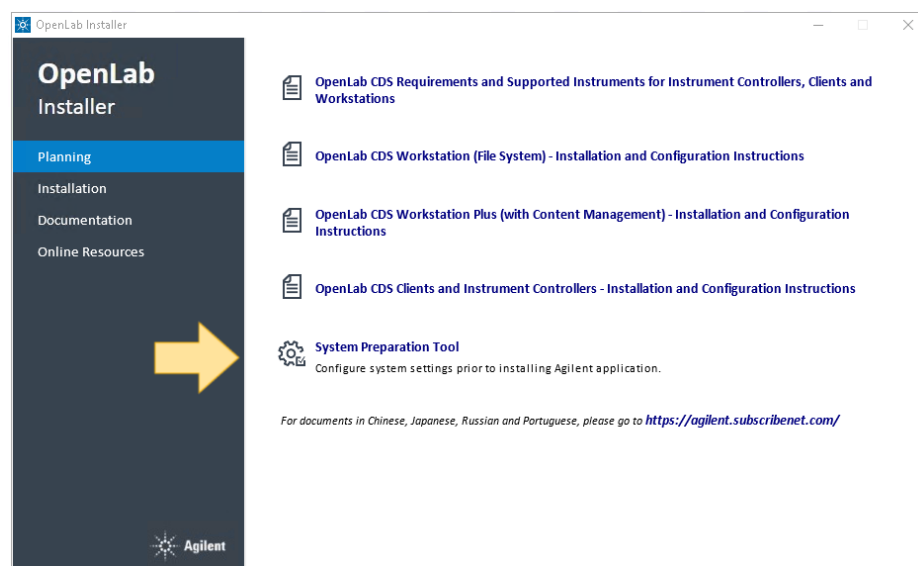 OpenLab Installer
OpenLab
Installer
Planning
Installation
Documentation
Online Resources
OpenLab CDS Requirements and Supported Instruments for Instrument Controllers, Clients and
Workstations
OpenLab CDS Workstation (File System) - Installation and Configuration Instructions
OpenLab CDS Workstation Plus (with Content Management) - Installation and Configuration
Instructions
OpenLab CDS Clients and Instrument Controllers - Installation and Configuration Instructions
System Preparation Tool
Configure system settings prior to installing Agilent application.
For documents in Chinese, Japanese, Russian and Portuguese, please go to https://agilent.subscribenet.com/
Agilent